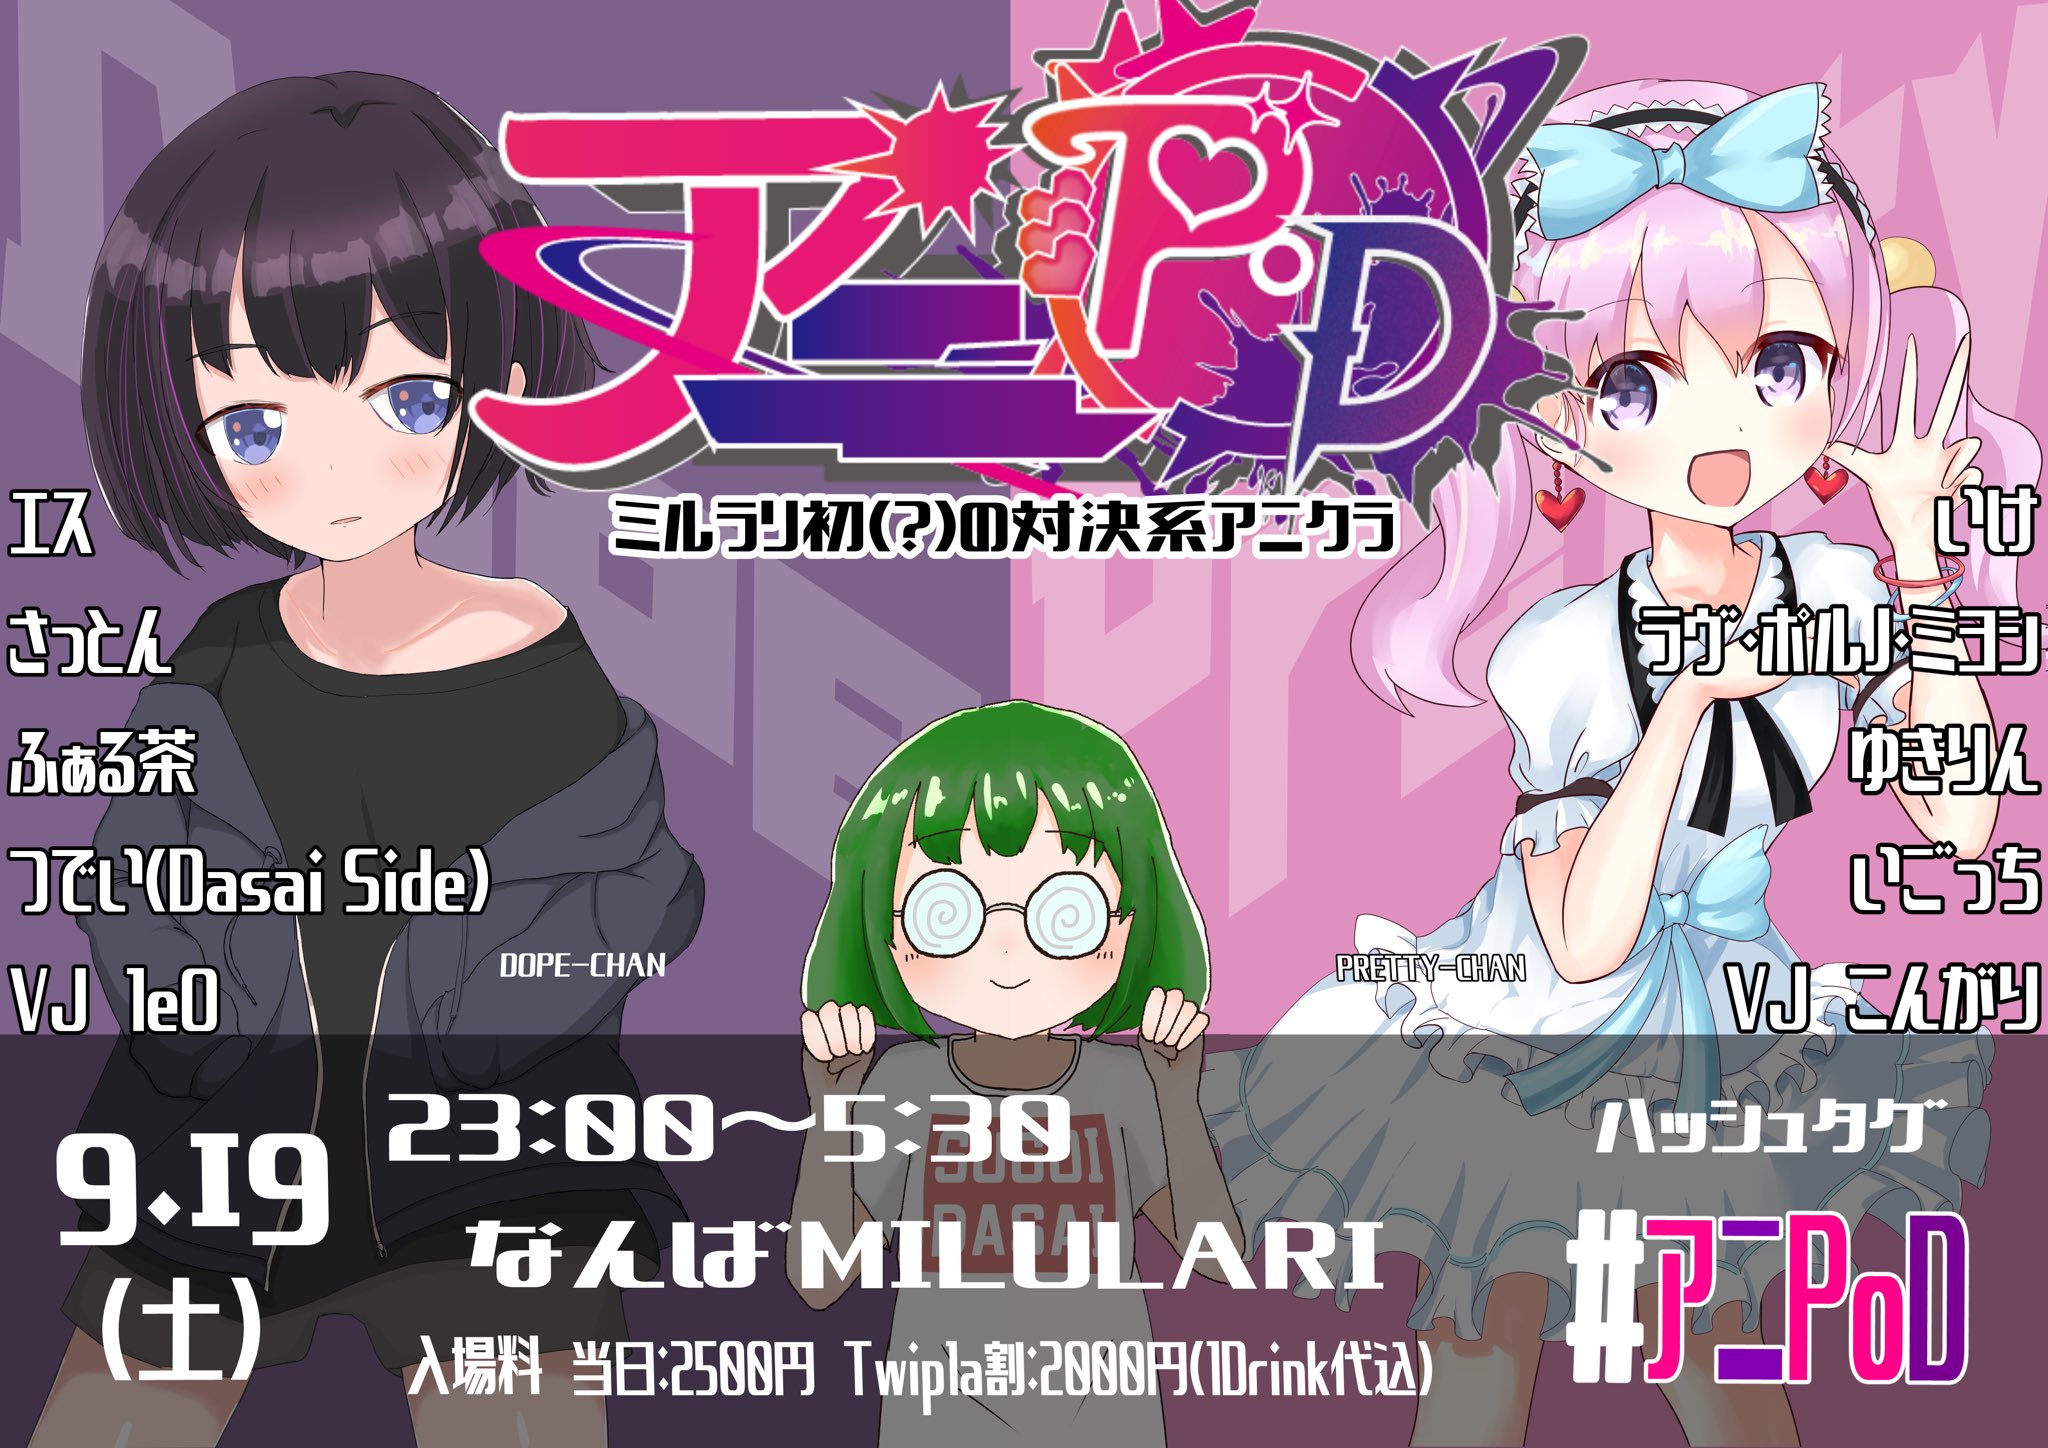 アニP.D
ミルラリ初(?)の対決系アニクラ
エス
さっとん
ふぁる茶
つでい(Dasai Side)
VJ 1eO
DOPE-CHAN
いけ
ラヴ・ポルノ・ミヨシ
ゆきりん
いごっち
VJ こんがり
PRETTY-CHAN
SUGOI
DASAI
9.19
(土)
23:00～5:30
なんばMILULARI
入場料 当日:2500円 Twipla割:2000円(1Drink代込)
ハッシュタグ
#アニPoD